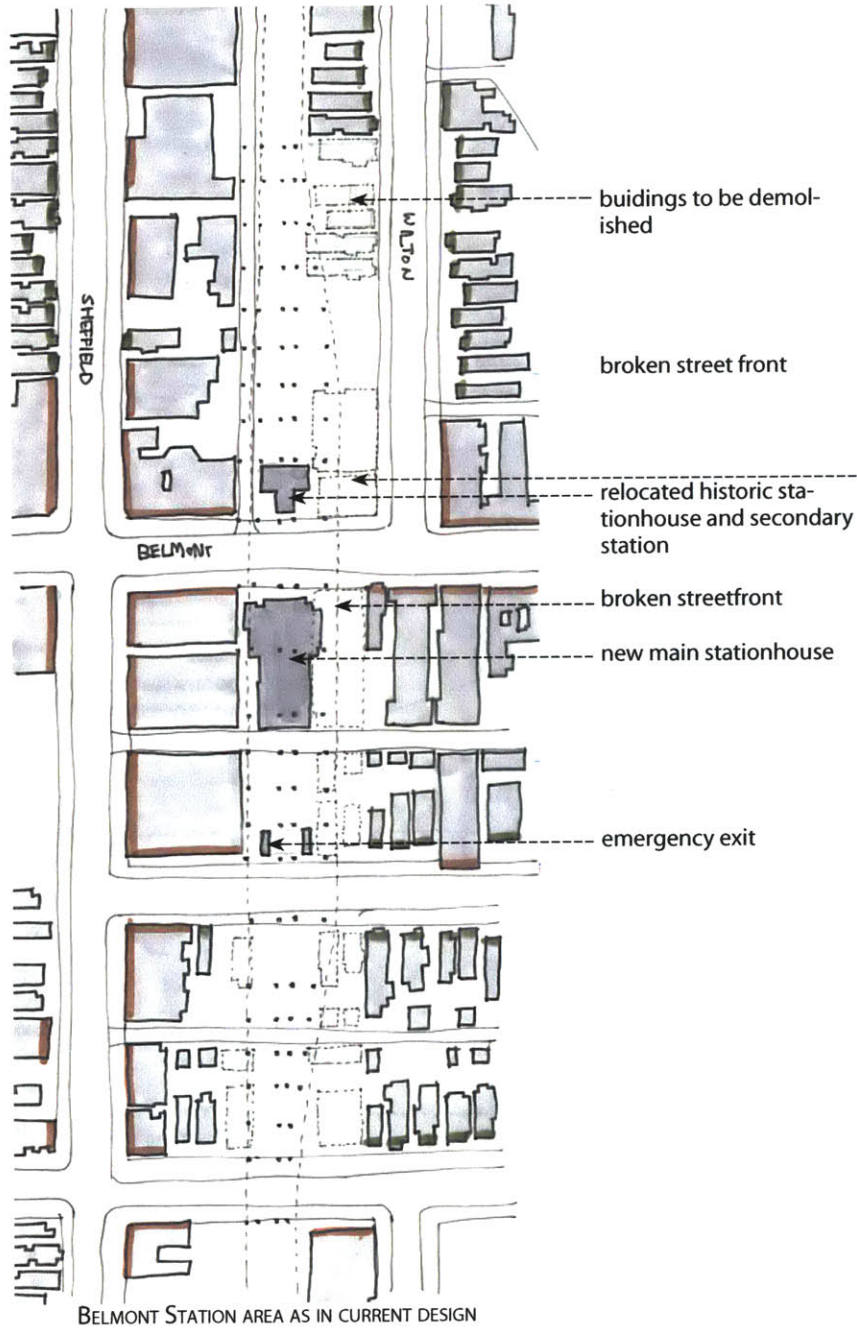 buidings to be demol-
ished
WILTON
SHEFFIELD
broken street front
relocated historic sta-
tionhouse and secondary
station
BELMONT
broken streetfront
new main stationhouse
emergency exit
BELMONT STATION AREA AS IN CURRENT DESIGN